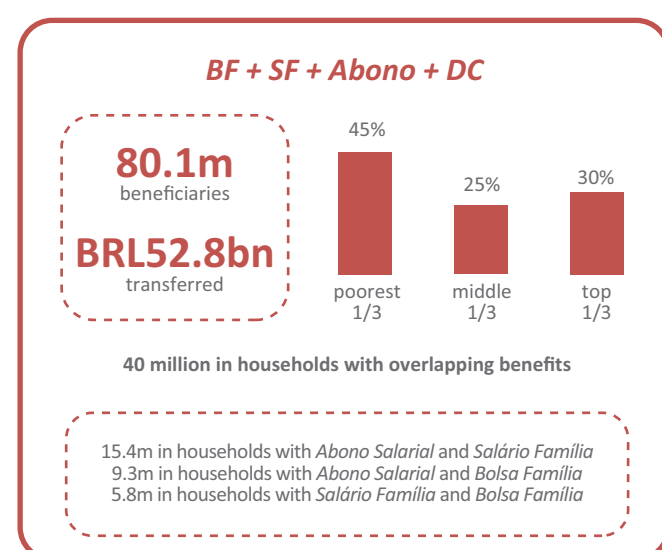 BF + SF + Abono + DC
80.1m
beneficiaries
BRL52.8bn
transferred
45%
25%
30%
poorest
1/3
middle
1/3
top
1/3
40 million in households with overlapping benefits
15.4m in households with Abono Salarial and Salário Família
9.3m in households with Abono Salarial and Bolsa Família
5.8m in households with Salário Família and Bolsa Família